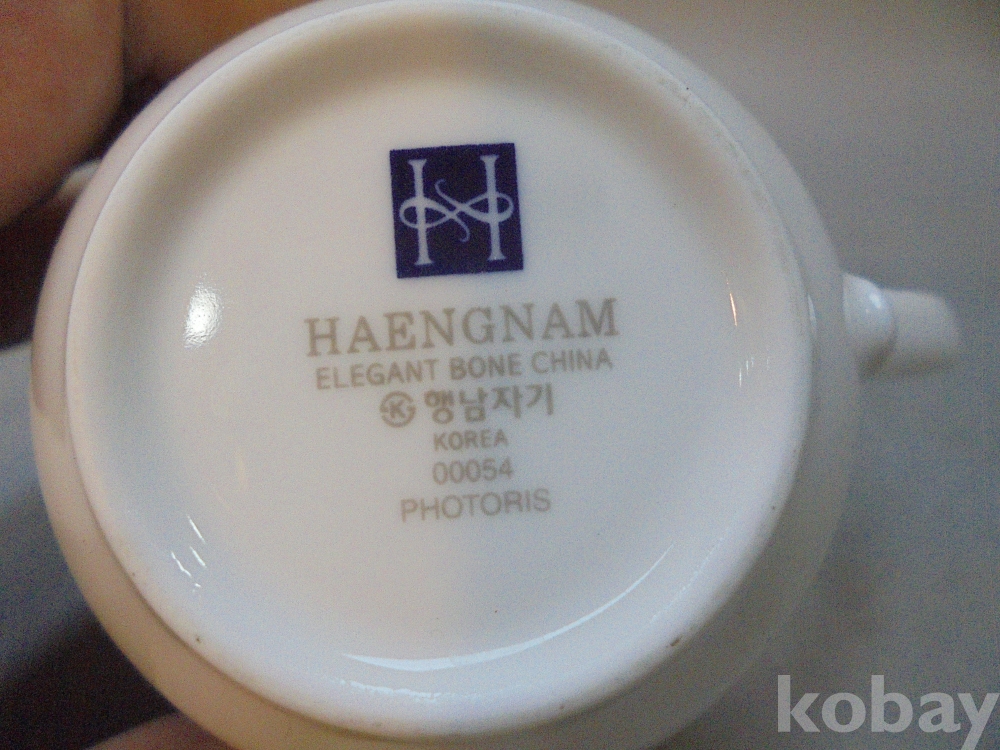 H
HAENGNAM
ELEGANT BONE CHINA
K 행남자기
KOREA
00054
PHOTORIS
kobay